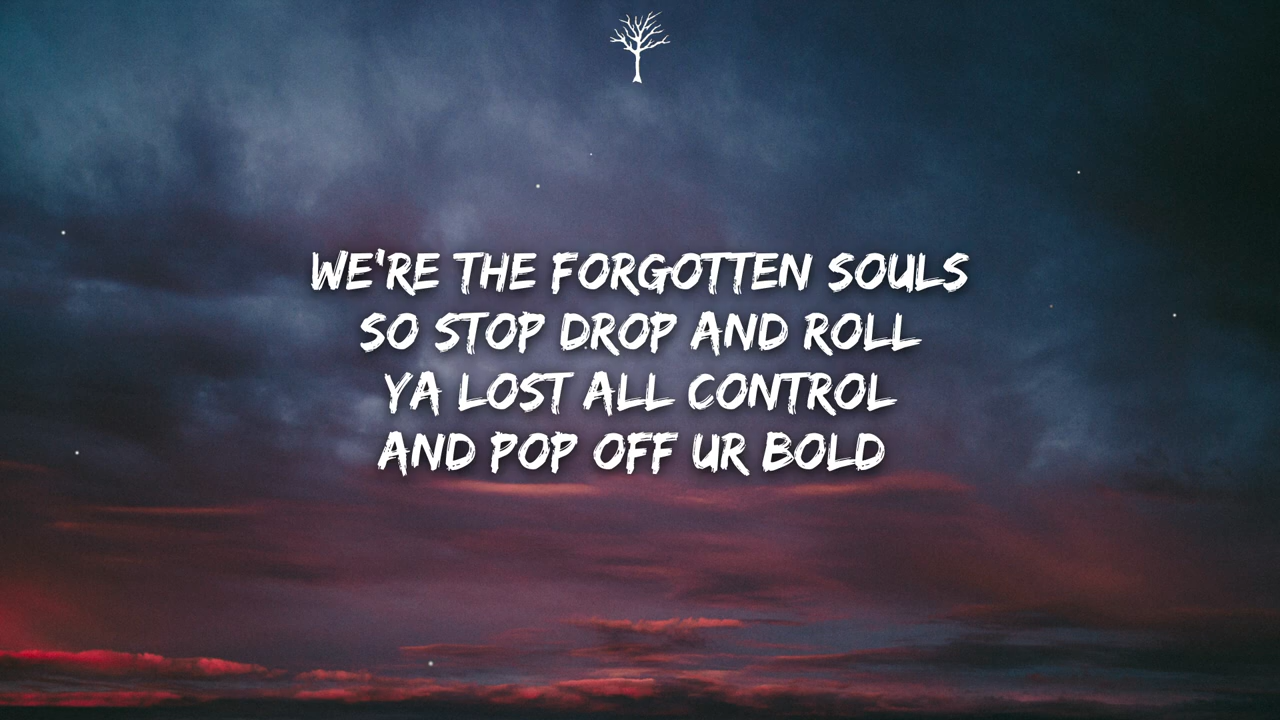 WE'RE THE FORGOTTEN SOULS
SO STOP DROP AND ROLL
YA LOST ALL CONTROL
AND POP OFF UR BOLD